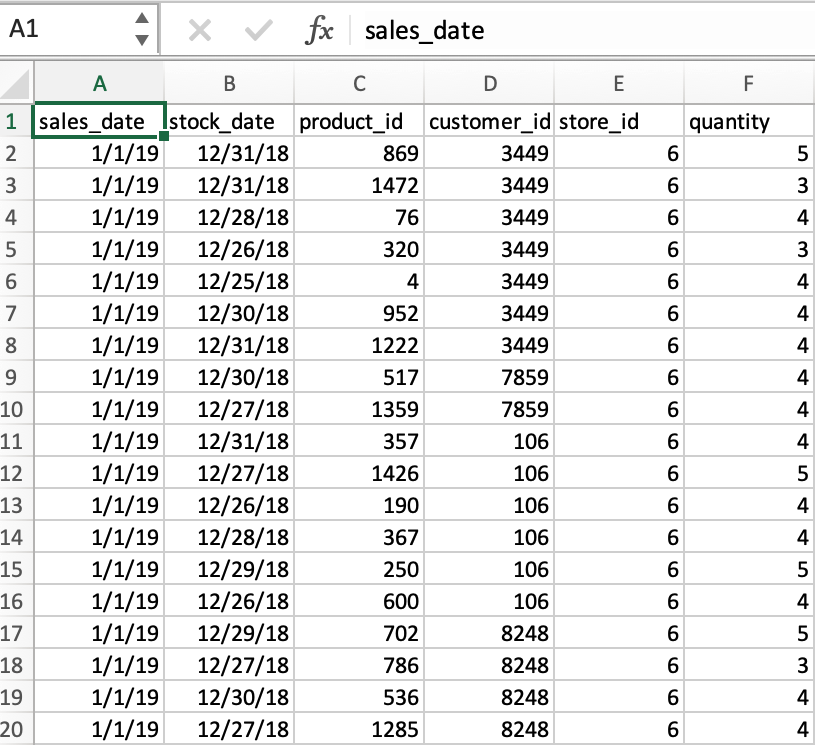 A1 fx sales_date
A B C D E F
1 sales_date stock_date product_id customer_id store_id quantity
2 1/1/19 12/31/18 869 3449 6 5
3 1/1/19 12/31/18 1472 3449 6 3
4 1/1/19 12/28/18 76 3449 6 4
5 1/1/19 12/26/18 320 3449 6 3
6 1/1/19 12/25/18 4 3449 6 4
7 1/1/19 12/30/18 952 3449 6 4
8 1/1/19 12/31/18 1222 3449 6 4
9 1/1/19 12/30/18 517 7859 6 4
10 1/1/19 12/27/18 1359 7859 6 4
11 1/1/19 12/31/18 357 106 6 4
12 1/1/19 12/27/18 1426 106 6 5
13 1/1/19 12/26/18 190 106 6 4
14 1/1/19 12/28/18 367 106 6 4
15 1/1/19 12/29/18 250 106 6 5
16 1/1/19 12/26/18 600 106 6 4
17 1/1/19 12/29/18 702 8248 6 5
18 1/1/19 12/27/18 786 8248 6 3
19 1/1/19 12/30/18 536 8248 6 4
20 1/1/19 12/27/18 1285 8248 6 4